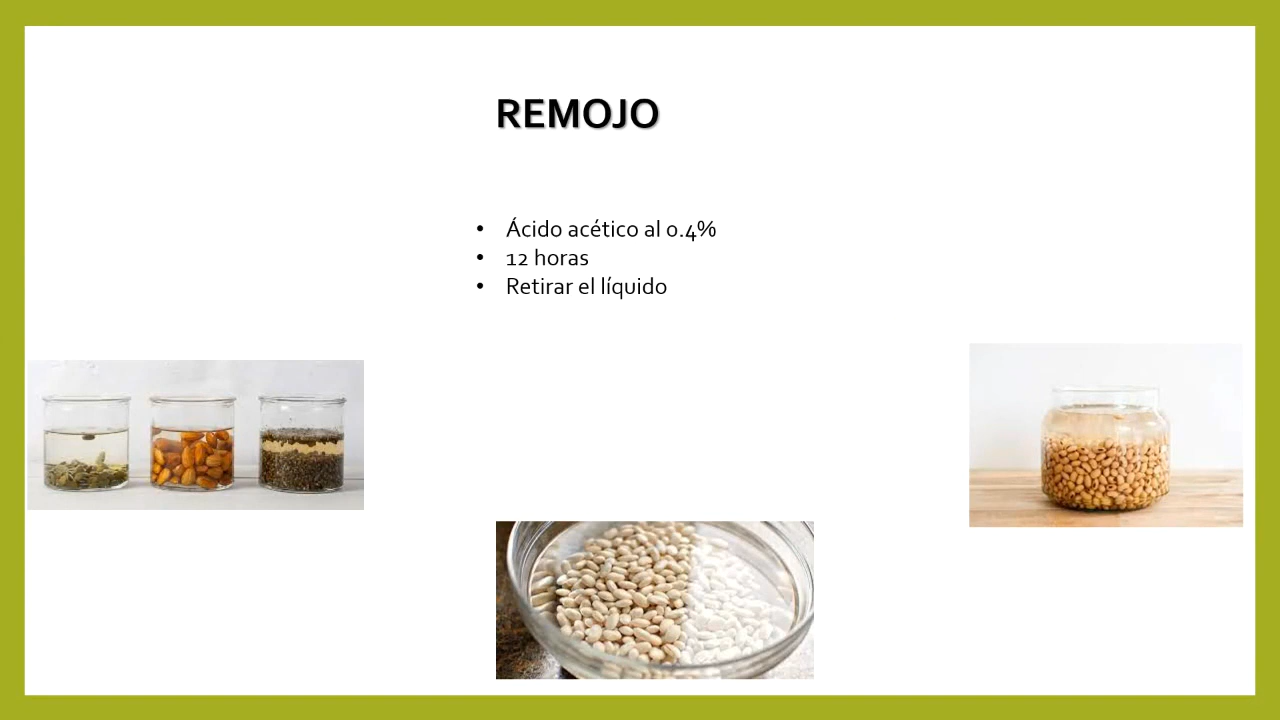 REMOJO
• Ácido acético al 0.4%
• 12 horas
• Retirar el líquido